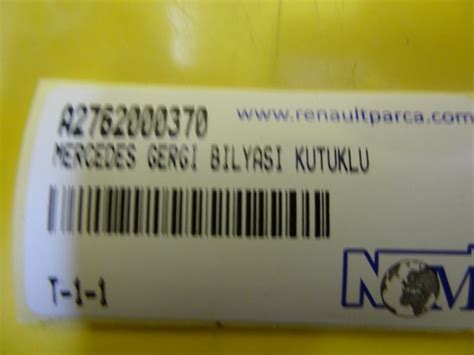 A2762000370
www.renaultparca.com
MERCEDES GERGI BILYASI KUTUKLU
T-1-1